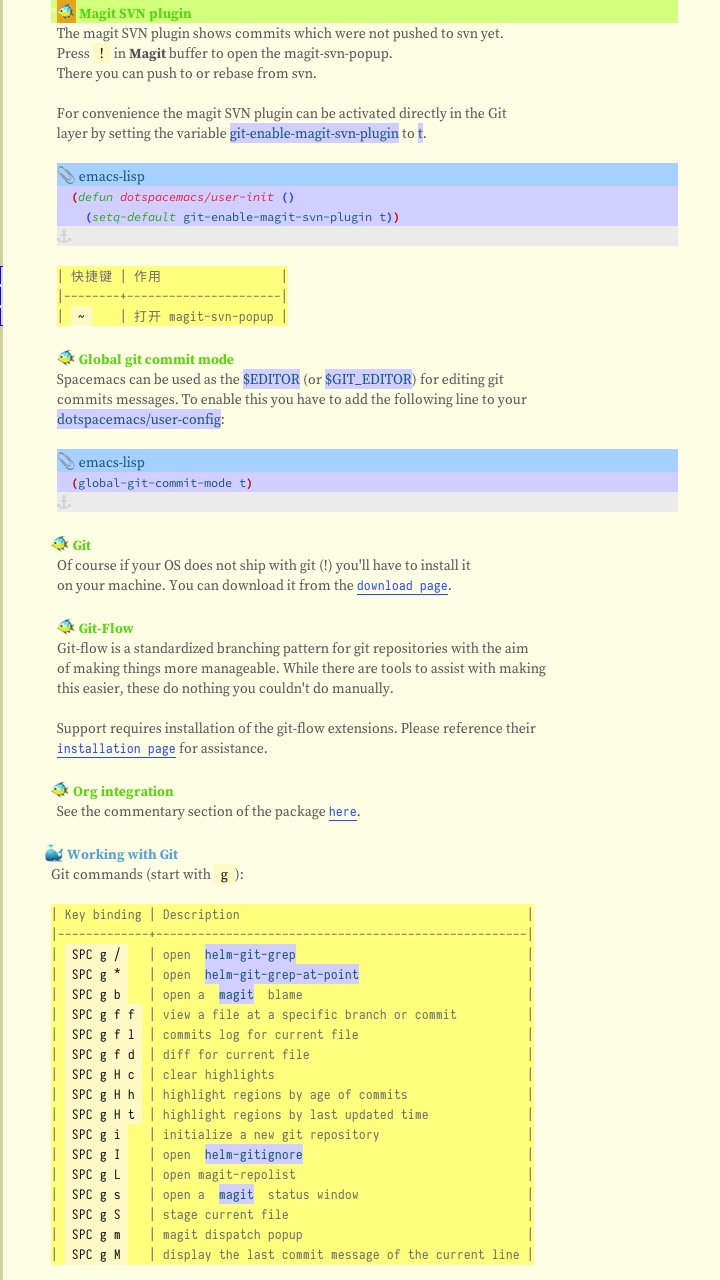 Magit SVN plugin
The magit SVN plugin shows commits which were not pushed to svn yet.
Press ! in Magit buffer to open the magit-svn-popup.
There you can push to or rebase from svn.
For convenience the magit SVN plugin can be activated directly in the Git
layer by setting the variable git-enable-magit-svn-plugin to t.
emacs-lisp
(defun dotspacemacs/user-init ()
(setq-default git-enable-magit-svn-plugin t))
| 快捷键 | 作用 |
|--------+----------------------|
| ~ | 打开 magit-svn-popup |
Global git commit mode
Spacemacs can be used as the $EDITOR (or $GIT_EDITOR) for editing git
commits messages. To enable this you have to add the following line to your
dotspacemacs/user-config:
emacs-lisp
(global-git-commit-mode t)
Git
Of course if your OS does not ship with git (!) you'll have to install it
on your machine. You can download it from the download page.
Git-Flow
Git-flow is a standardized branching pattern for git repositories with the aim
of making things more manageable. While there are tools to assist with making
this easier, these do nothing you couldn't do manually.
Support requires installation of the git-flow extensions. Please reference their
installation page for assistance.
Org integration
See the commentary section of the package here.
Working with Git
Git commands (start with g ):
| Key binding | Description |
|-------------+-----------------------------------------------------|
| SPC g / | open helm-git-grep |
| SPC g * | open helm-git-grep-at-point |
| SPC g b | open a magit blame |
| SPC g f f | view a file at a specific branch or commit |
| SPC g f l | commits log for current file |
| SPC g f d | diff for current file |
| SPC g H c | clear highlights |
| SPC g H h | highlight regions by age of commits |
| SPC g H t | highlight regions by last updated time |
| SPC g i | initialize a new git repository |
| SPC g I | open helm-gitignore |
| SPC g L | open magit-repolist |
| SPC g s | open a magit status window |
| SPC g S | stage current file |
| SPC g m | magit dispatch popup |
| SPC g M | display the last commit message of the current line |